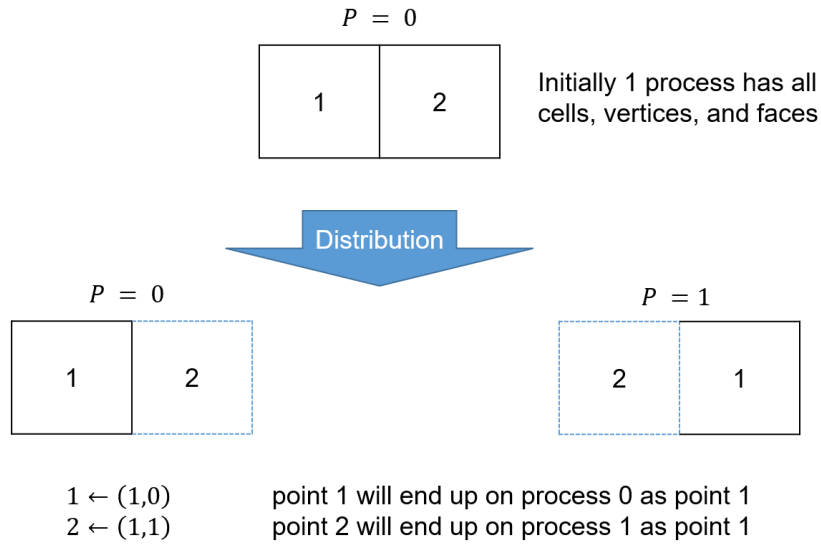 P = 0
1 2
Initially 1 process has all
cells, vertices, and faces
Distribution
P = 0
P = 1
1 2
2 1
1 ← (1,0) point 1 will end up on process 0 as point 1
2 ← (1,1) point 2 will end up on process 1 as point 1